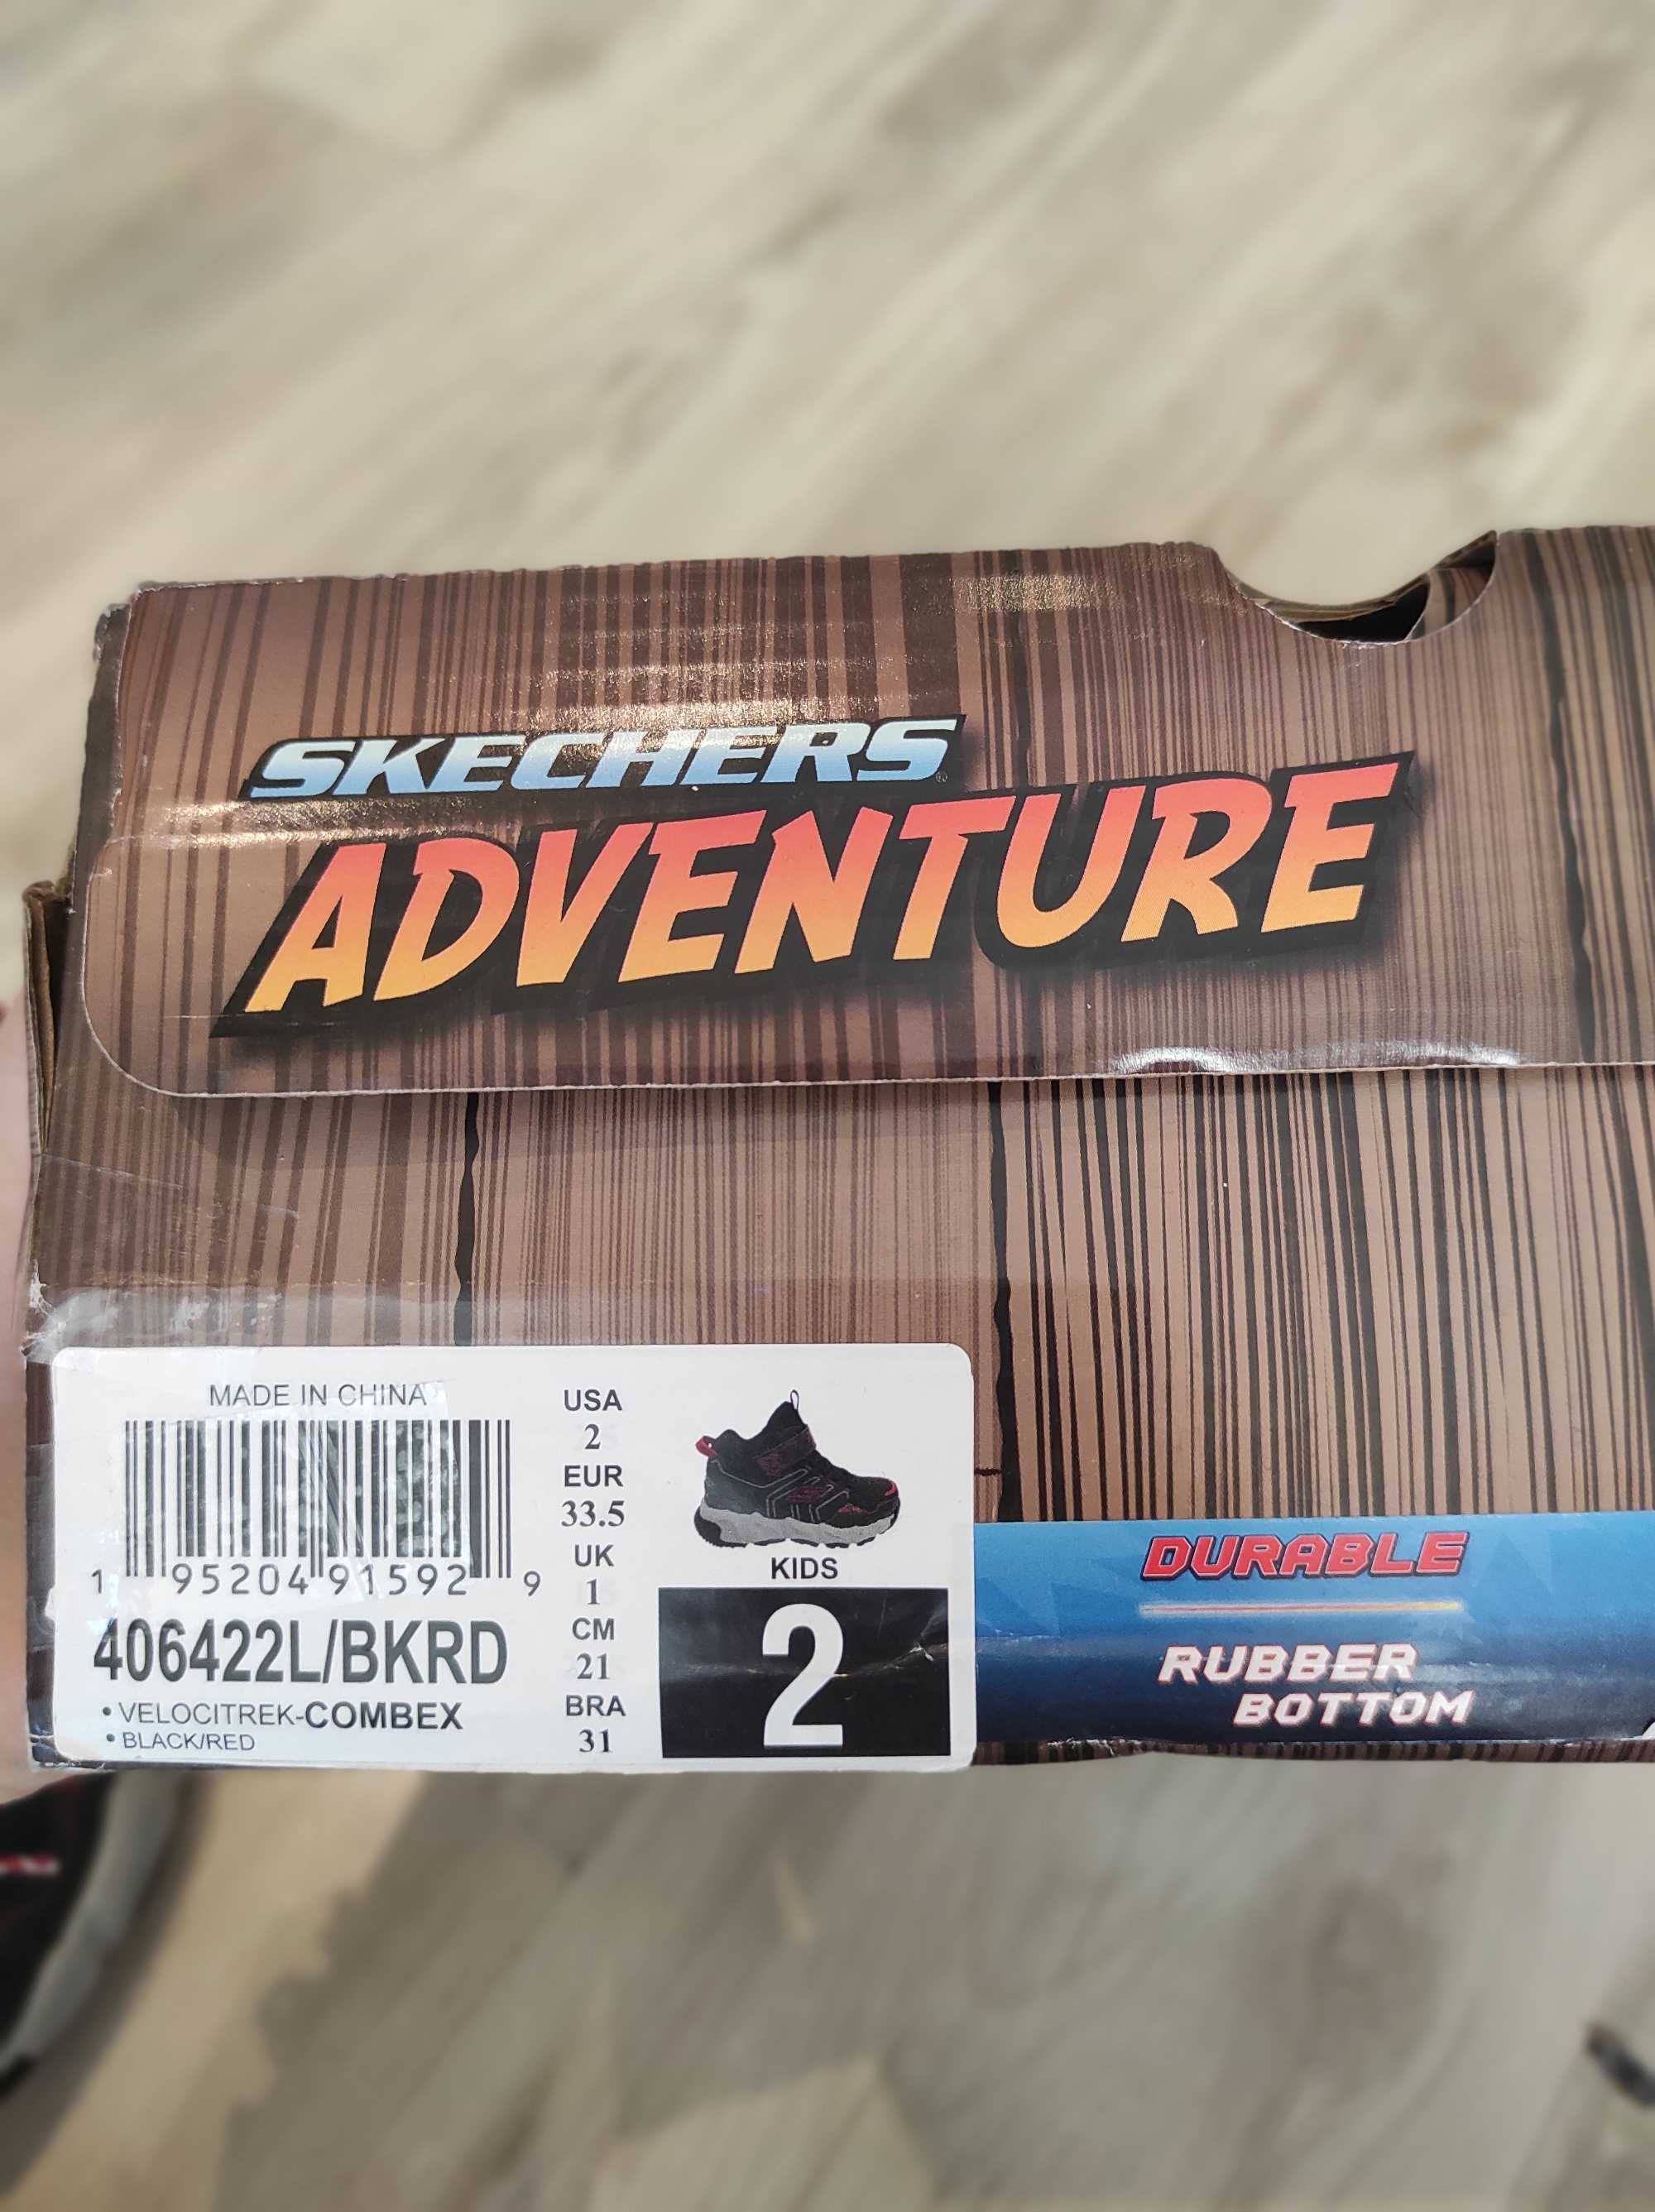 SKECHERS
ADVENTURE
MADE IN CHINA
1 95204 91592 9
406422L/BKRD
• VELOCITREK-COMBEX
• BLACK/RED
USA
2
EUR
33.5
UK
1
CM
21
BRA
31
KIDS
2
DURABLE
RUBBER
BOTTOM